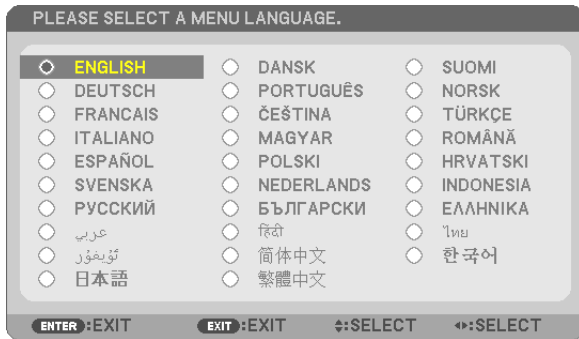 PLEASE SELECT A MENU LANGUAGE.
ENGLISH DANSK SUOMI
DEUTSCH PORTUGUÊS NORSK
FRANCAIS ČEŠTINA TÜRKÇE
ITALIANO MAGYAR ROMÂNĂ
ESPAÑOL POLSKI HRVATSKI
SVENSKA NEDERLANDS INDONESIA
РУССКИЙ БЪЛГАРСКИ ΕΛΛΗΝΙΚΑ
عربي हिंदी ไทย
ئۇيغۇر 简体中文 한국어
日本語 繁體中文
ENTER:EXIT EXIT:EXIT :SELECT :SELECT